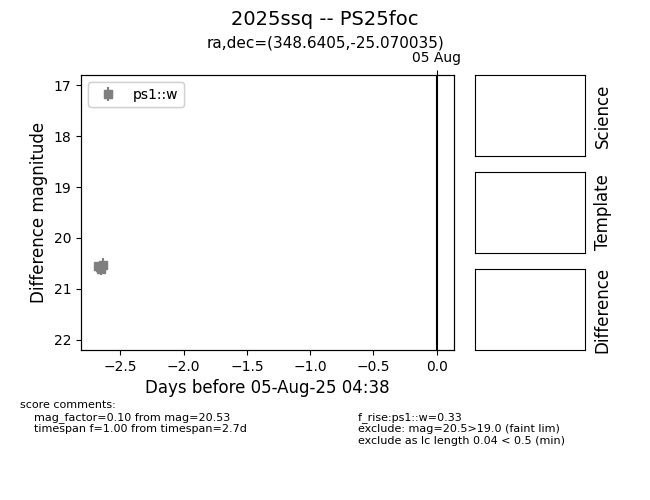 2025ssq -- PS25foc
ra,dec=(348.6405,-25.070035)
05 Aug
ps1::w
17
18
19
20
21
22
Difference magnitude
−2.5
−2.0
−1.5
−1.0
−0.5
0.0
Days before 05-Aug-25 04:38
Science
Template
Difference
score comments:
mag_factor=0.10 from mag=20.53
timespan f=1.00 from timespan=2.7d
f_rise:ps1::w=0.33
exclude: mag=20.5>19.0 (faint lim)
exclude as lc length 0.04 < 0.5 (min)